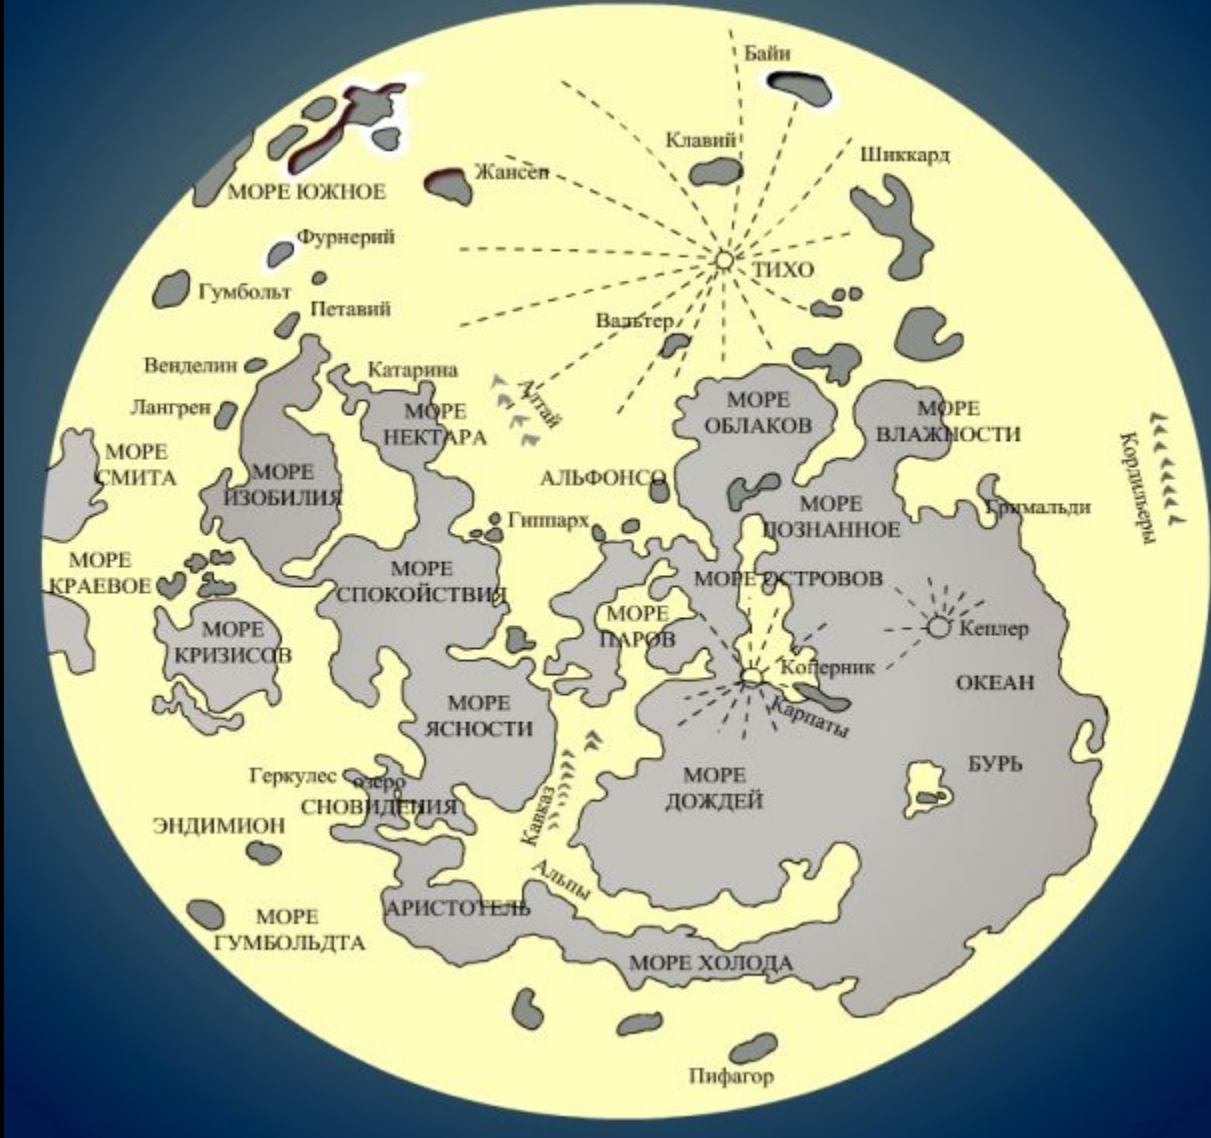 Байи
Клавий
Шиккард
Жансен
МОРЕ ЮЖНОЕ
Фурнерий
ТИХО
Гумбольт
Петавий
Вальтер
Венделин
Катарина
Лангрен
Алтай
МОРЕ
НЕКТАРА
МОРЕ
ОБЛАКОВ
МОРЕ
ВЛАЖНОСТИ
Кордильеры
МОРЕ
СМИТА
МОРЕ
ИЗОБИЛИЯ
АЛЬФОНСО
МОРЕ
ПОЗНАННОЕ
Гримальди
Гиппарх
МОРЕ
КРАЕВОЕ
МОРЕ
СПОКОЙСТВИЯ
МОРЕ ОСТРОВОВ
МОРЕ
ПАРОВ
Кеплер
МОРЕ
КРИЗИСОВ
Коперник
ОКЕАН
БУРЬ
Карпаты
МОРЕ
ЯСНОСТИ
МОРЕ
ДОЖДЕЙ
Геркулес
озеро
СНОВИДЕНИЯ
Кавказ
ЭНДИМИОН
Альпы
АРИСТОТЕЛЬ
МОРЕ
ГУМБОЛЬДТА
МОРЕ ХОЛОДА
Пифагор